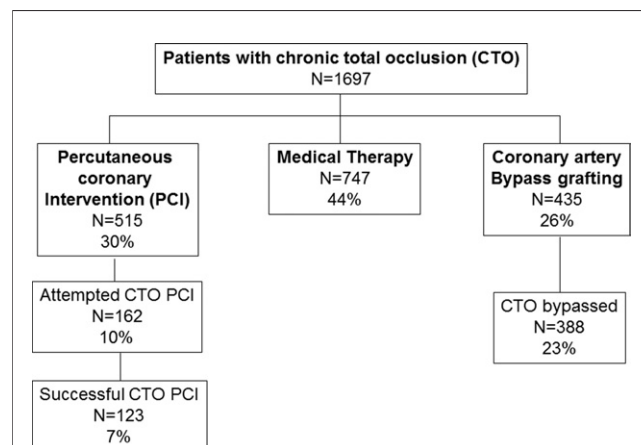 Patients with chronic total occlusion (CTO)
N=1697
Percutaneous
coronary
Intervention (PCI)
N=515
30%
Medical Therapy
N=747
44%
Coronary artery
Bypass grafting
N=435
26%
Attempted CTO PCI
N=162
10%
CTO bypassed
N=388
23%
Successful CTO PCI
N=123
7%